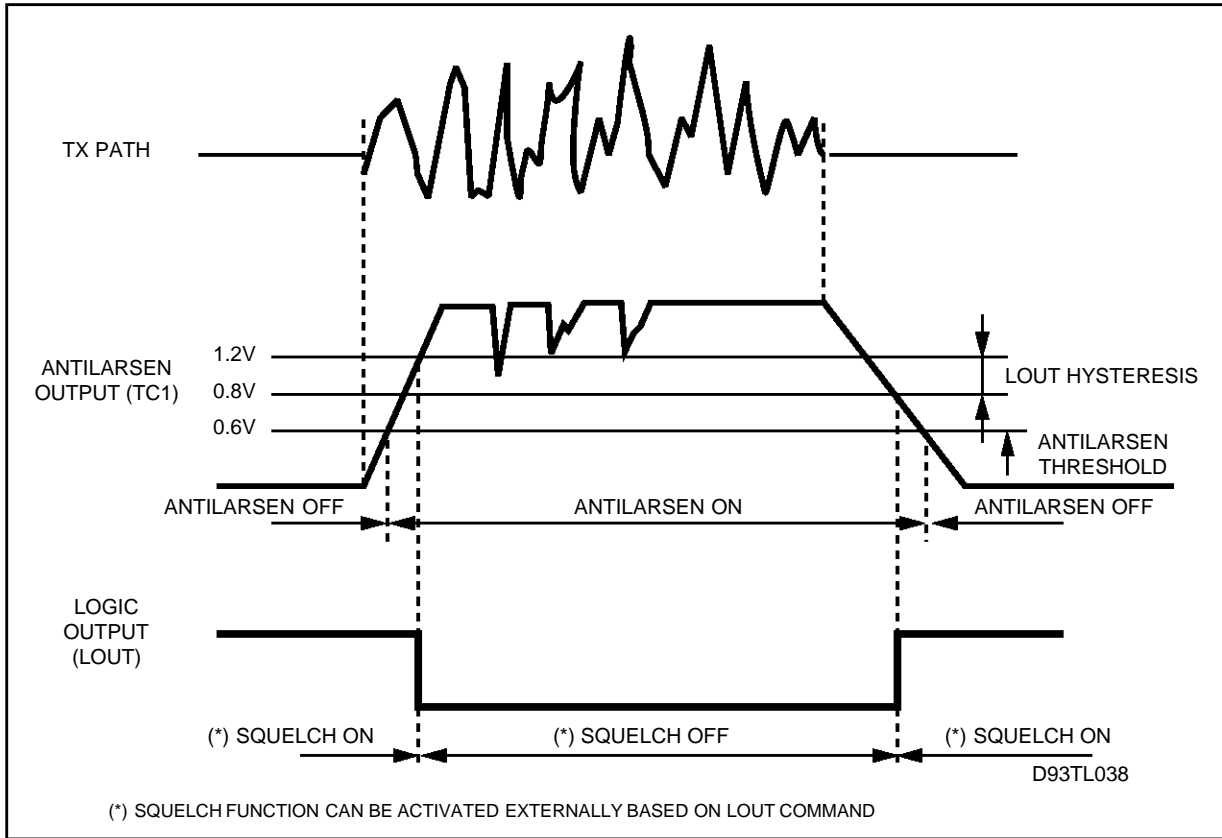 TX PATH
ANTILARSEN
OUTPUT (TC1)
1.2V
0.8V
0.6V
LOUT HYSTERESIS
ANTILARSEN
THRESHOLD
ANTILARSEN OFF
ANTILARSEN ON
ANTILARSEN OFF
LOGIC
OUTPUT
(LOUT)
(*) SQUELCH ON
(*) SQUELCH OFF
(*) SQUELCH ON
D93TL038
(*) SQUELCH FUNCTION CAN BE ACTIVATED EXTERNALLY BASED ON LOUT COMMAND